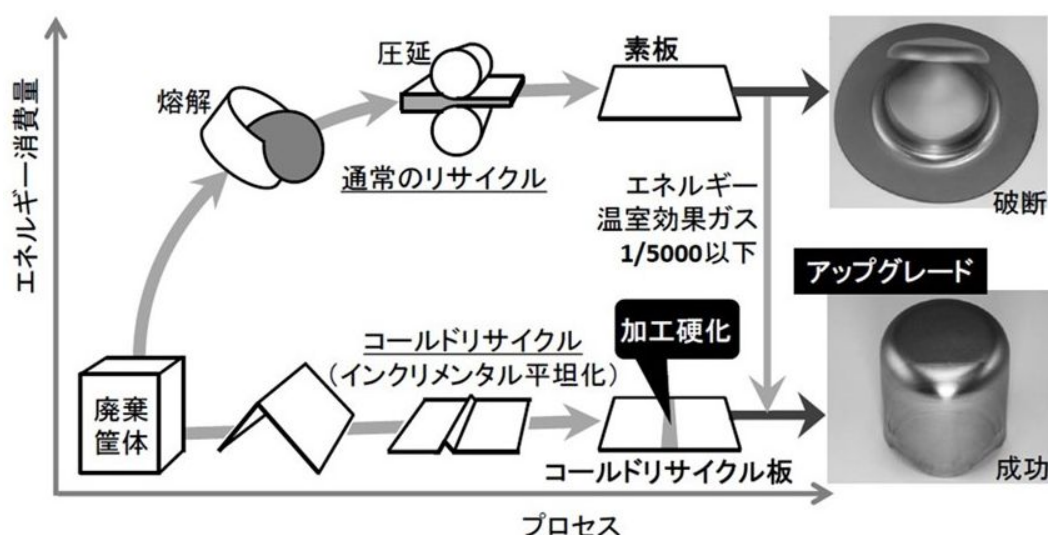 エネルギー消費量
熔解
圧延
素板
通常のリサイクル
破断
エネルギー
温室効果ガス
1/5000以下
アップグレード
加工硬化
コールドリサイクル
（インクリメンタル平坦化）
廃棄
筐体
コールドリサイクル板
成功
プロセス